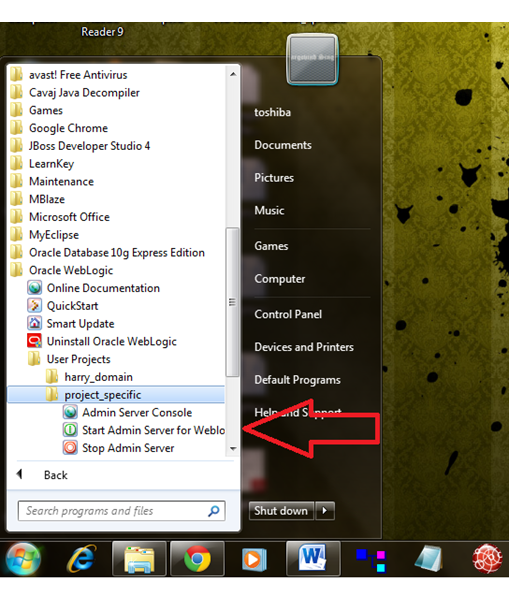 Reader 9
avast! Free Antivirus
Cavaj Java Decompiler
Games
Google Chrome
JBoss Developer Studio 4
LearnKey
Maintenance
MBlaze
Microsoft Office
MyEclipse
Oracle Database 10g Express Edition
Oracle WebLogic
Online Documentation
QuickStart
Smart Update
Uninstall Oracle WebLogic
User Projects
harry_domain
project_specific
Admin Server Console
Start Admin Server for Weblo
Stop Admin Server
Back
Search programs and files
toshiba
Documents
Pictures
Music
Games
Computer
Control Panel
Devices and Printers
Default Programs
Help and Support
Shut down